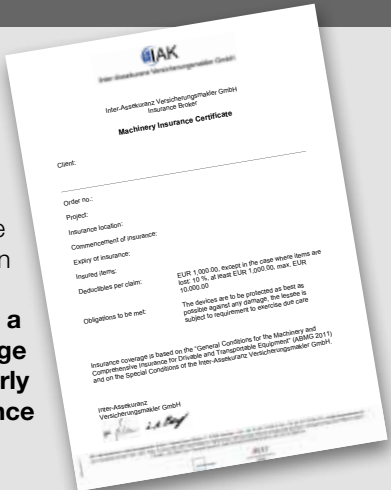 IAK
Inter-Assekuranz Versicherungsmakler GmbH
Inter-Assekuranz Versicherungsmakler GmbH
Insurance Broker
Machinery Insurance Certificate
Client:
Order no.:
Project:
Insurance location:
Commencement of insurance:
Expiry of insurance:
Insured items:
Deductibles per claim:
EUR 1,000.00, except in the case where items are
lost: 10 %, at least EUR 1,000.00, max. EUR
10,000.00
Obligations to be met:
The devices are to be protected as best as
possible against any damage, the lessee is
subject to requirement to exercise due care
Insurance coverage is based on the "General Conditions for the Machinery and
Comprehensive Insurance for Drivable and Transportable Equipment" (ABMG 2011)
and on the Special Conditions of the Inter-Assekuranz Versicherungsmakler GmbH.
Inter-Assekuranz
Versicherungsmakler GmbH
e
n
a
ge
rly
nce